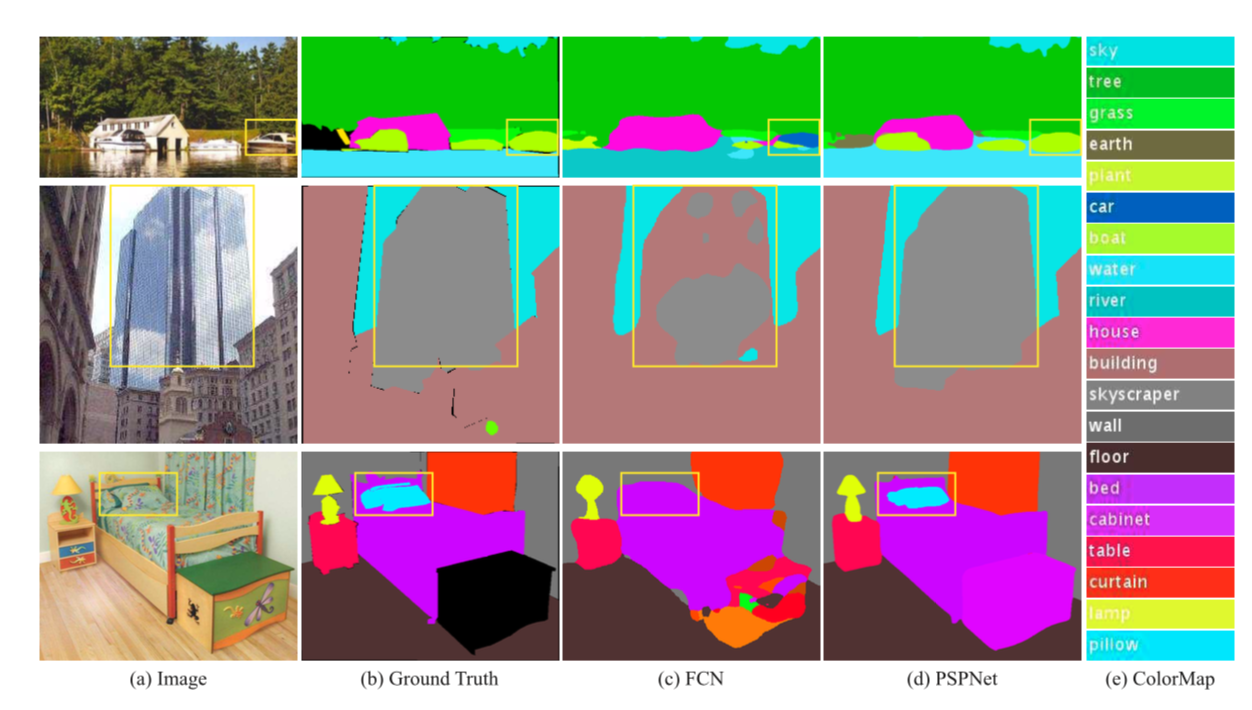 sky
tree
grass
earth
plant
car
boat
water
river
house
building
skyscraper
wall
floor
bed
cabinet
table
curtain
lamp
pillow
(a) Image (b) Ground Truth (c) FCN (d) PSPNet (e) ColorMap